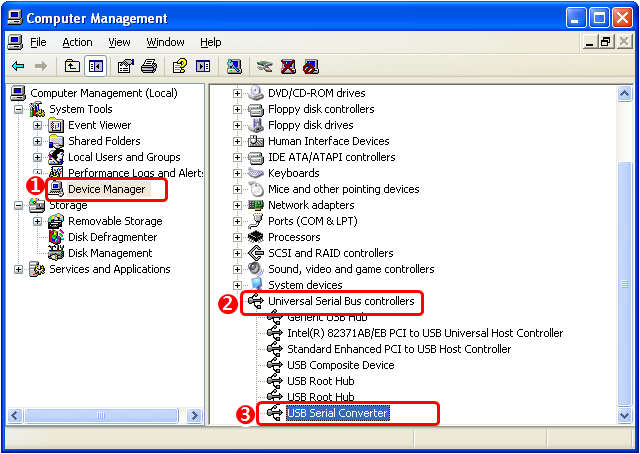 Computer Management
File Action View Window Help
Computer Management (Local)
System Tools
Event Viewer
Shared Folders
Local Users and Groups
Performance Logs and Alerts
1 Device Manager
Storage
Removable Storage
Disk Defragmenter
Disk Management
Services and Applications
DVD/CD-ROM drives
Floppy disk controllers
Floppy disk drives
Human Interface Devices
IDE ATA/ATAPI controllers
Keyboards
Mice and other pointing devices
Network adapters
Ports (COM & LPT)
Processors
SCSI and RAID controllers
Sound, video and game controllers
System devices
2 Universal Serial Bus controllers
Generic USB Hub
Intel(R) 82371AB/EB PCI to USB Universal Host Controller
Standard Enhanced PCI to USB Host Controller
USB Composite Device
USB Root Hub
USB Root Hub
3 USB Serial Converter